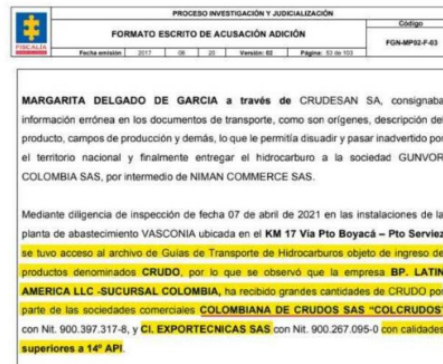 PROCESO INVESTIGACIÓN Y JUDICIALIZACIÓN
FISCALÍA
FORMATO ESCRITO DE ACUSACIÓN ADICIÓN
Código
FGN-MP02-F-03
Fecha emisión 2017 08 25 Versión: 02 Página: 53 de 103
MARGARITA DELGADO DE GARCIA a través de CRUDESAN SA, consignaba
información errónea en los documentos de transporte, como son orígenes, descripción del
producto, campos de producción y demás, lo que le permitía disuadir y pasar inadvertido por
el territorio nacional y finalmente entregar el hidrocarburo a la sociedad GUNVOR
COLOMBIA SAS, por intermedio de NIMAN COMMERCE SAS.
Mediante diligencia de inspección de fecha 07 de abril de 2021 en las instalaciones de la
planta de abastecimiento VASCONIA ubicada en el KM 17 Via Pto Boyacá – Pto Serviez
se tuvo acceso al archivo de Guías de Transporte de Hidrocarburos objeto de ingreso de
productos denominados CRUDO, por lo que se observó que la empresa BP. LATIN
AMERICA LLC -SUCURSAL COLOMBIA, ha recibido grandes cantidades de CRUDO por
parte de las sociedades comerciales COLOMBIANA DE CRUDOS SAS "COLCRUDOS"
con Nit. 900.397.317-8, y CI. EXPORTECNICAS SAS con Nit. 900.267.095-0 con calidades
superiores a 14º API.